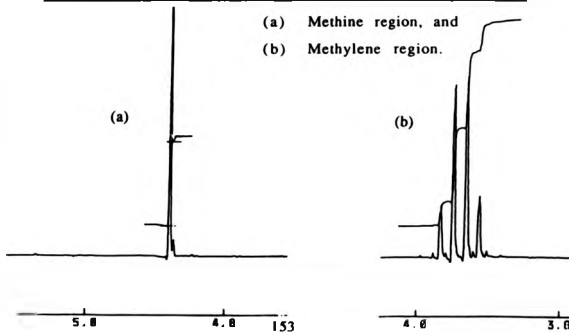 (a) Methine region, and
(b) Methylene region.
(a)
(b)
5.0 4.0 153 4.0 3.0